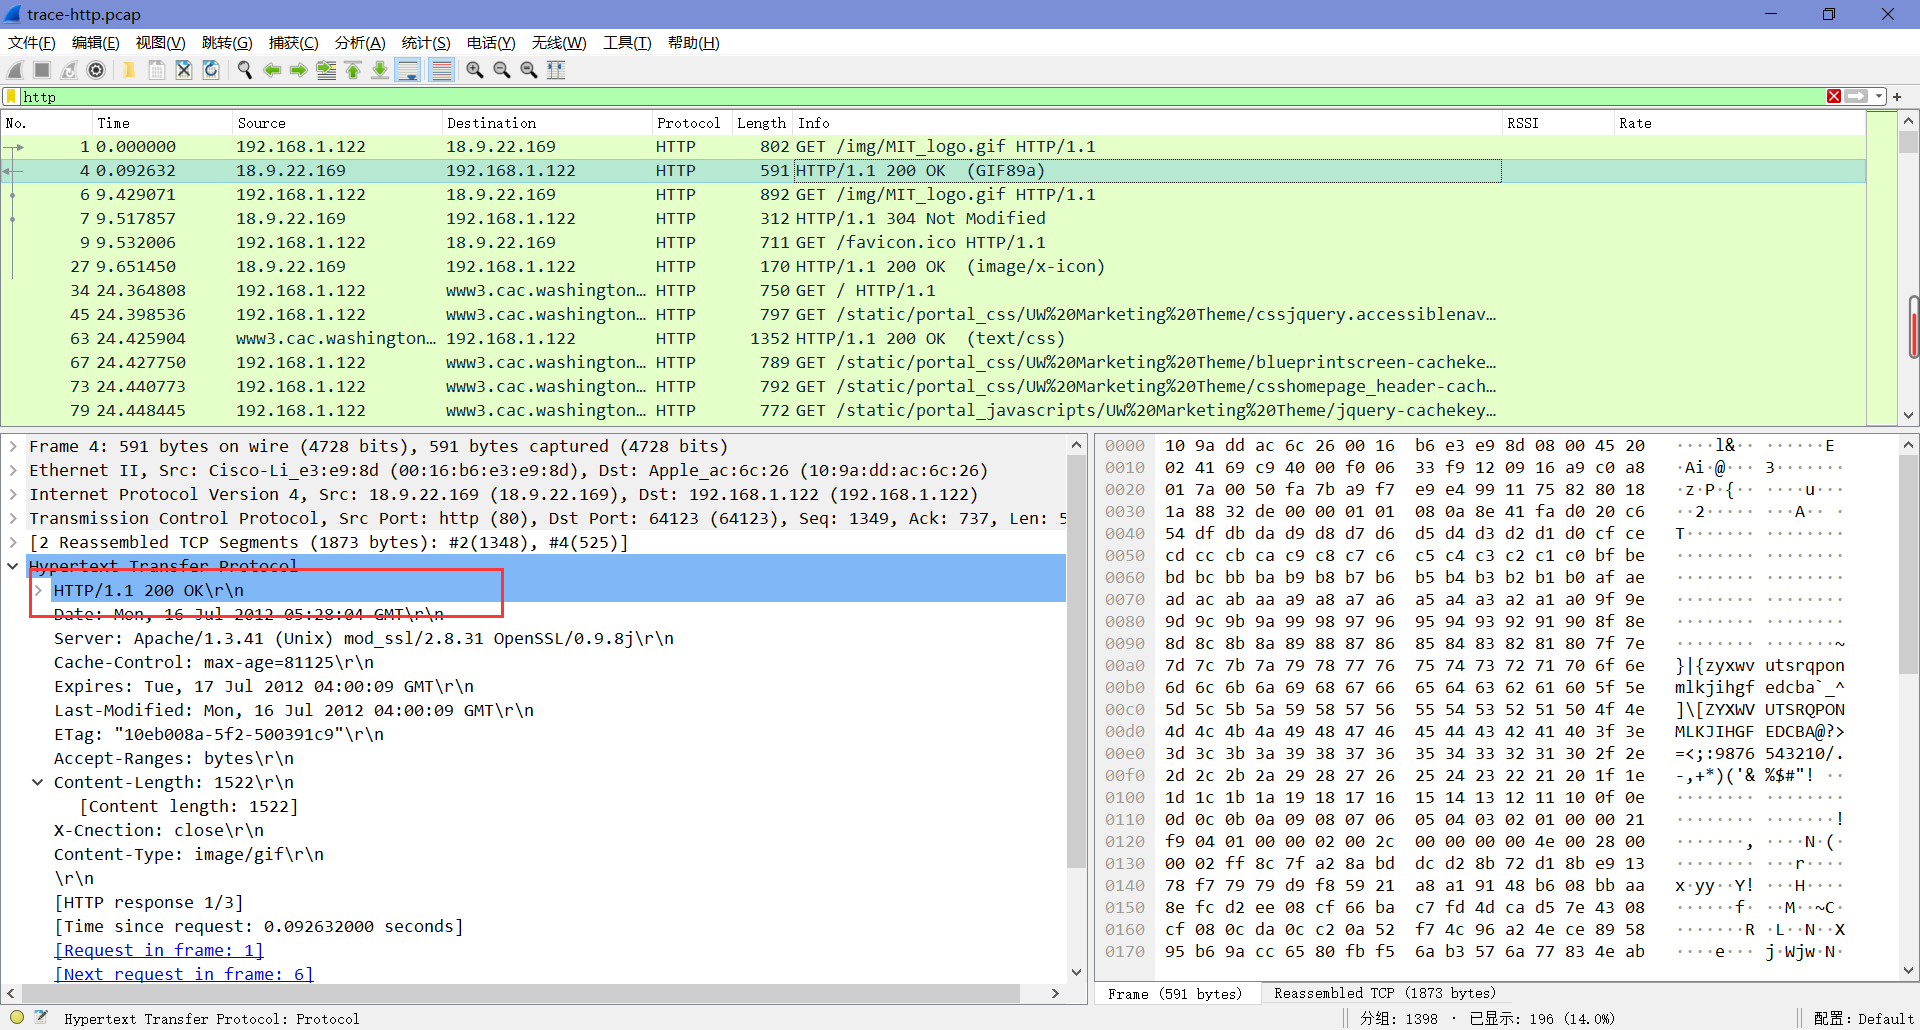 trace-http.pcap
文件(F) 编辑(E) 视图(V) 跳转(G) 捕获(C) 分析(A) 统计(S) 电话(Y) 无线(W) 工具(T) 帮助(H)
http
No. Time Source Destination Protocol Length Info RSSI Rate
1 0.000000 192.168.1.122 18.9.22.169 HTTP 802 GET /img/MIT_logo.gif HTTP/1.1
4 0.092632 18.9.22.169 192.168.1.122 HTTP 591 HTTP/1.1 200 OK (GIF89a)
6 9.429071 192.168.1.122 18.9.22.169 HTTP 892 GET /img/MIT_logo.gif HTTP/1.1
7 9.517857 18.9.22.169 192.168.1.122 HTTP 312 HTTP/1.1 304 Not Modified
9 9.532006 192.168.1.122 18.9.22.169 HTTP 711 GET /favicon.ico HTTP/1.1
27 9.651450 18.9.22.169 192.168.1.122 HTTP 170 HTTP/1.1 200 OK (image/x-icon)
34 24.364808 192.168.1.122 www3.cac.washington… HTTP 750 GET / HTTP/1.1
45 24.398536 192.168.1.122 www3.cac.washington… HTTP 797 GET /static/portal_css/UW%20Marketing%20Theme/cssjquery.accessiblenav…
63 24.425904 www3.cac.washington… 192.168.1.122 HTTP 1352 HTTP/1.1 200 OK (text/css)
67 24.427750 192.168.1.122 www3.cac.washington… HTTP 789 GET /static/portal_css/UW%20Marketing%20Theme/blueprintscreen-cacheke…
73 24.440773 192.168.1.122 www3.cac.washington… HTTP 792 GET /static/portal_css/UW%20Marketing%20Theme/csshomepage_header-cach…
79 24.448445 192.168.1.122 www3.cac.washington… HTTP 772 GET /static/portal_javascripts/UW%20Marketing%20Theme/jquery-cachekey…
Frame 4: 591 bytes on wire (4728 bits), 591 bytes captured (4728 bits)
Ethernet II, Src: Cisco-Li_e3:e9:8d (00:16:b6:e3:e9:8d), Dst: Apple_ac:6c:26 (10:9a:dd:ac:6c:26)
Internet Protocol Version 4, Src: 18.9.22.169 (18.9.22.169), Dst: 192.168.1.122 (192.168.1.122)
Transmission Control Protocol, Src Port: http (80), Dst Port: 64123 (64123), Seq: 1349, Ack: 737, Len: 5
[2 Reassembled TCP Segments (1873 bytes): #2(1348), #4(525)]
Hypertext Transfer Protocol
HTTP/1.1 200 OK\r\n
Date: Mon, 16 Jul 2012 05:28:04 GMT\r\n
Server: Apache/1.3.41 (Unix) mod_ssl/2.8.31 OpenSSL/0.9.8j\r\n
Cache-Control: max-age=81125\r\n
Expires: Tue, 17 Jul 2012 04:00:09 GMT\r\n
Last-Modified: Mon, 16 Jul 2012 04:00:09 GMT\r\n
ETag: "10eb008a-5f2-500391c9"\r\n
Accept-Ranges: bytes\r\n
Content-Length: 1522\r\n
[Content length: 1522]
X-Cnection: close\r\n
Content-Type: image/gif\r\n
\r\n
[HTTP response 1/3]
[Time since request: 0.092632000 seconds]
[Request in frame: 1]
[Next request in frame: 6]
0000 10 9a dd ac 6c 26 00 16 b6 e3 e9 8d 08 00 45 20 ····l&·· ······E
0010 02 41 69 c9 40 00 f0 06 33 f9 12 09 16 a9 c0 a8 ·Ai·@··· 3·······
0020 01 7a 00 50 fa 7b a9 f7 e9 e4 99 11 75 82 80 18 ·z·P·{·· ····u···
0030 1a 88 32 de 00 00 01 01 08 0a 8e 41 fa d0 20 c6 ··2····· ···A·· ·
0040 54 df db da d9 d8 d7 d6 d5 d4 d3 d2 d1 d0 cf ce T······· ········
0050 cd cc cb ca c9 c8 c7 c6 c5 c4 c3 c2 c1 c0 bf be ········ ········
0060 bd bc bb ba b9 b8 b7 b6 b5 b4 b3 b2 b1 b0 af ae ········ ········
0070 ad ac ab aa a9 a8 a7 a6 a5 a4 a3 a2 a1 a0 9f 9e ········ ········
0080 9d 9c 9b 9a 99 98 97 96 95 94 93 92 91 90 8f 8e ········ ········
0090 8d 8c 8b 8a 89 88 87 86 85 84 83 82 81 80 7f 7e ········ ·······~
00a0 7d 7c 7b 7a 79 78 77 76 75 74 73 72 71 70 6f 6e }|{zyxwv utsrqpon
00b0 6d 6c 6b 6a 69 68 67 66 65 64 63 62 61 60 5f 5e mlkjihgf edcba`_^
00c0 5d 5c 5b 5a 59 58 57 56 55 54 53 52 51 50 4f 4e ]\[ZYXWV UTSRQPON
00d0 4d 4c 4b 4a 49 48 47 46 45 44 43 42 41 40 3f 3e MLKJIHGF EDCBA@?>
00e0 3d 3c 3b 3a 39 38 37 36 35 34 33 32 31 30 2f 2e =<;:9876 543210/.
00f0 2d 2c 2b 2a 29 28 27 26 25 24 23 22 21 20 1f 1e -,+*)('& %$#"! ··
0100 1d 1c 1b 1a 19 18 17 16 15 14 13 12 11 10 0f 0e ········ ········
0110 0d 0c 0b 0a 09 08 07 06 05 04 03 02 01 00 00 21 ········ ·······!
0120 f9 04 01 00 00 02 00 2c 00 00 00 00 4e 00 28 00 ·······, ····N·(·
0130 00 02 ff 8c 7f a2 8a bd dc d2 8b 72 d1 8b e9 13 ········ ···r····
0140 78 f7 79 79 d9 f8 59 21 a8 a1 91 48 b6 08 bb aa x·yy··Y! ···H····
0150 8e fc d2 ee 08 cf 66 ba c7 fd 4d ca d5 7e 43 08 ······f· ··M··~C·
0160 cf 08 0c da 0c c2 0a 52 f7 4c 96 a2 4e ce 89 58 ·······R ·L··N··X
0170 95 b6 9a cc 65 80 fb f5 6a b3 57 6a 77 83 4e ab ····e··· j·Wjw·N·
Frame (591 bytes) Reassembled TCP (1873 bytes)
Hypertext Transfer Protocol: Protocol 分组: 1398 · 已显示: 196 (14.0%) 配置: Default